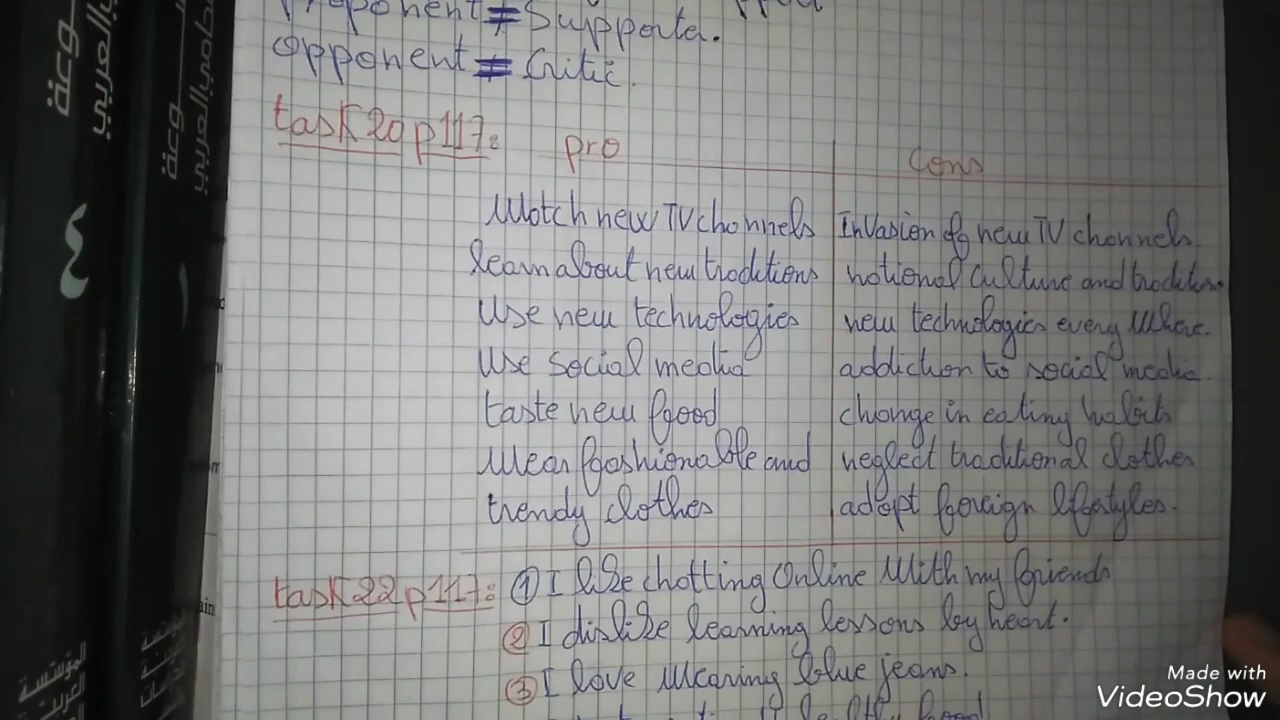 proponent = Supporter.
opponent = Critic.
task 20 p117:
pro
Cons
Watch new TV channels
Invasion of new TV channels
learn about new traditions
national culture and traditions
Use new technologies
new technologies every where.
Use social media
addiction to social media.
taste new food
change in eating habits
Wear fashionable and
neglect traditional clothes
trendy clothes
adopt foreign lifestyles.
task 22 p117: ① I like chatting online with my friends
② I dislike learning lessons by heart.
③ I love wearing blue jeans.
Made with
VideoShow